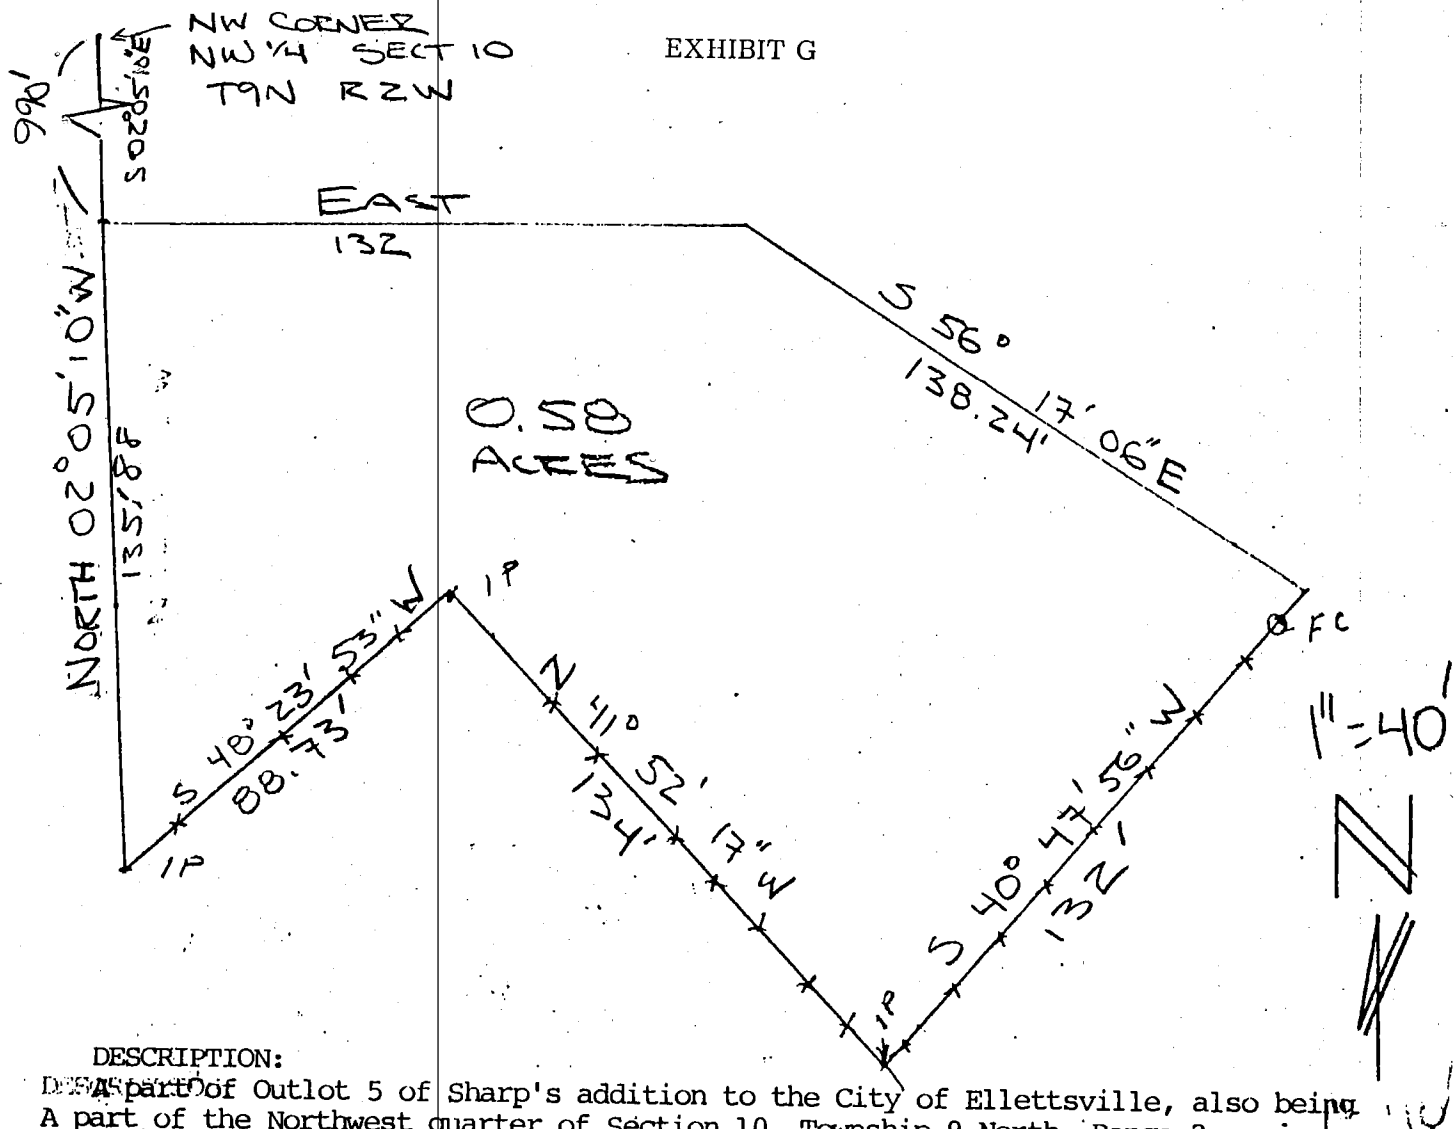 NW CORNER
NW 1/4 SECT 10
T9N R2W
EXHIBIT G
990'
S 02°05'10"E
EAST
132
NORTH 02°05'10"W
135.88
S 56° 17' 06" E
138.24'
0.58
ACRES
IP
S 48° 23' 53" W
88.73'
IP
N 41° 52' 17" W
134'
FC
S 40° 47' 56" W
132'
IP
1"=40'
N
DESCRIPTION:
A part of Outlot 5 of Sharp's addition to the City of Ellettsville, also being
A part of the Northwest quarter of Section 10, Township 9 North, Range 2